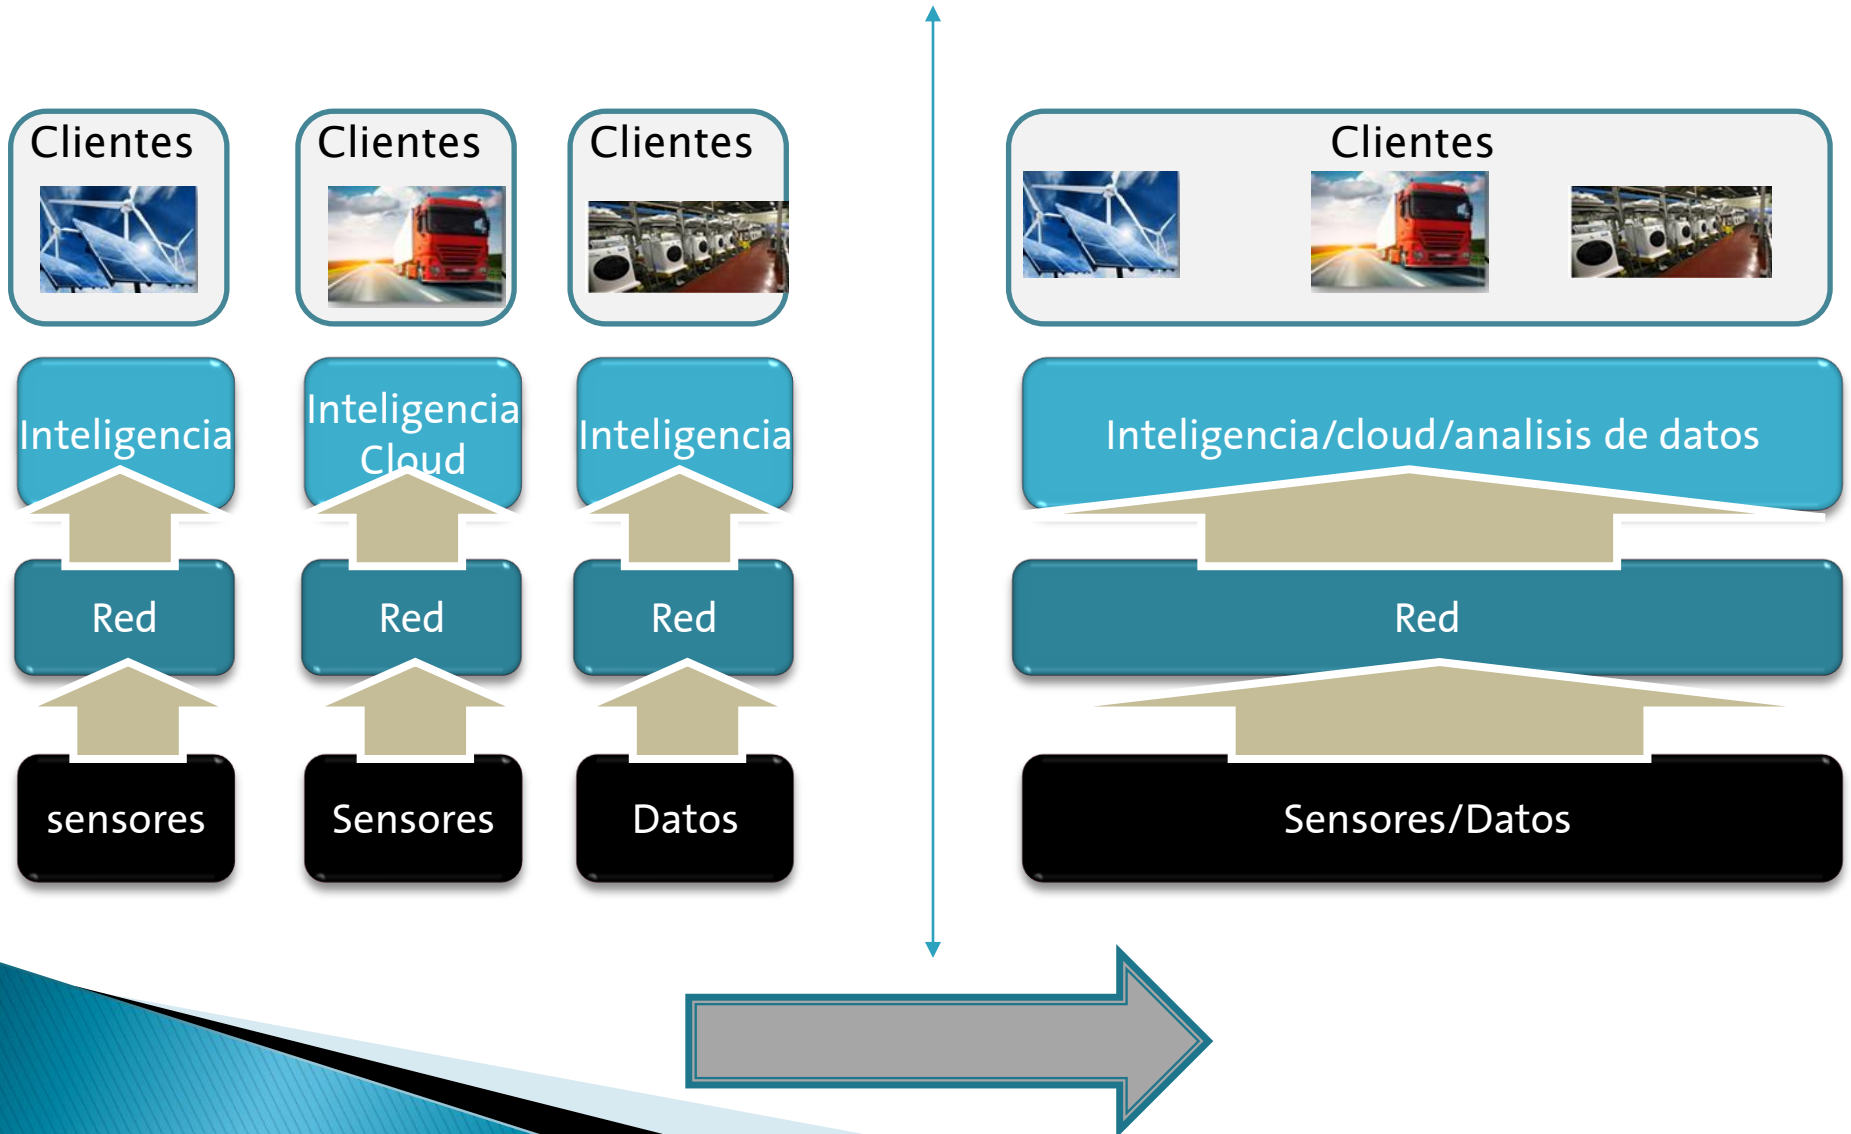 Clientes
Clientes
Clientes
Inteligencia
Inteligencia
Cloud
Inteligencia
Red
Red
Red
sensores
Sensores
Datos
Clientes
Inteligencia/cloud/analisis de datos
Red
Sensores/Datos